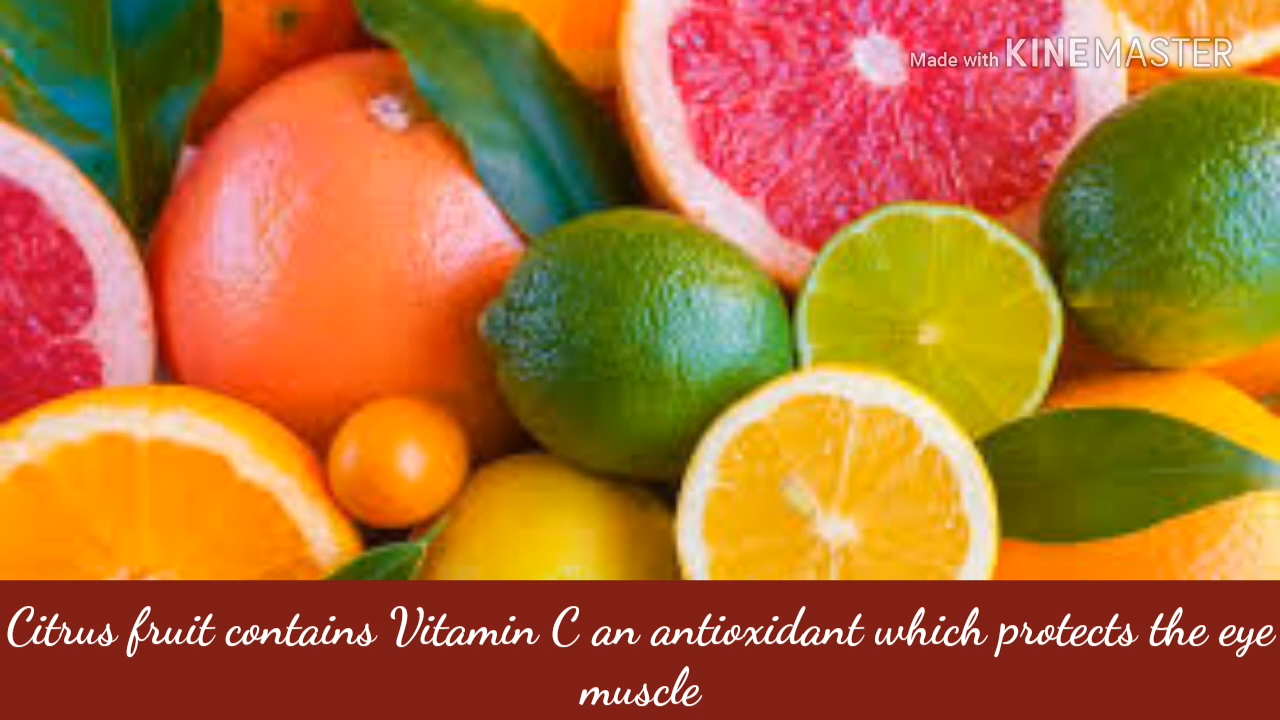 Made with KINEMASTER
Citrus fruit contains Vitamin C an antioxidant which protects the eye
muscle